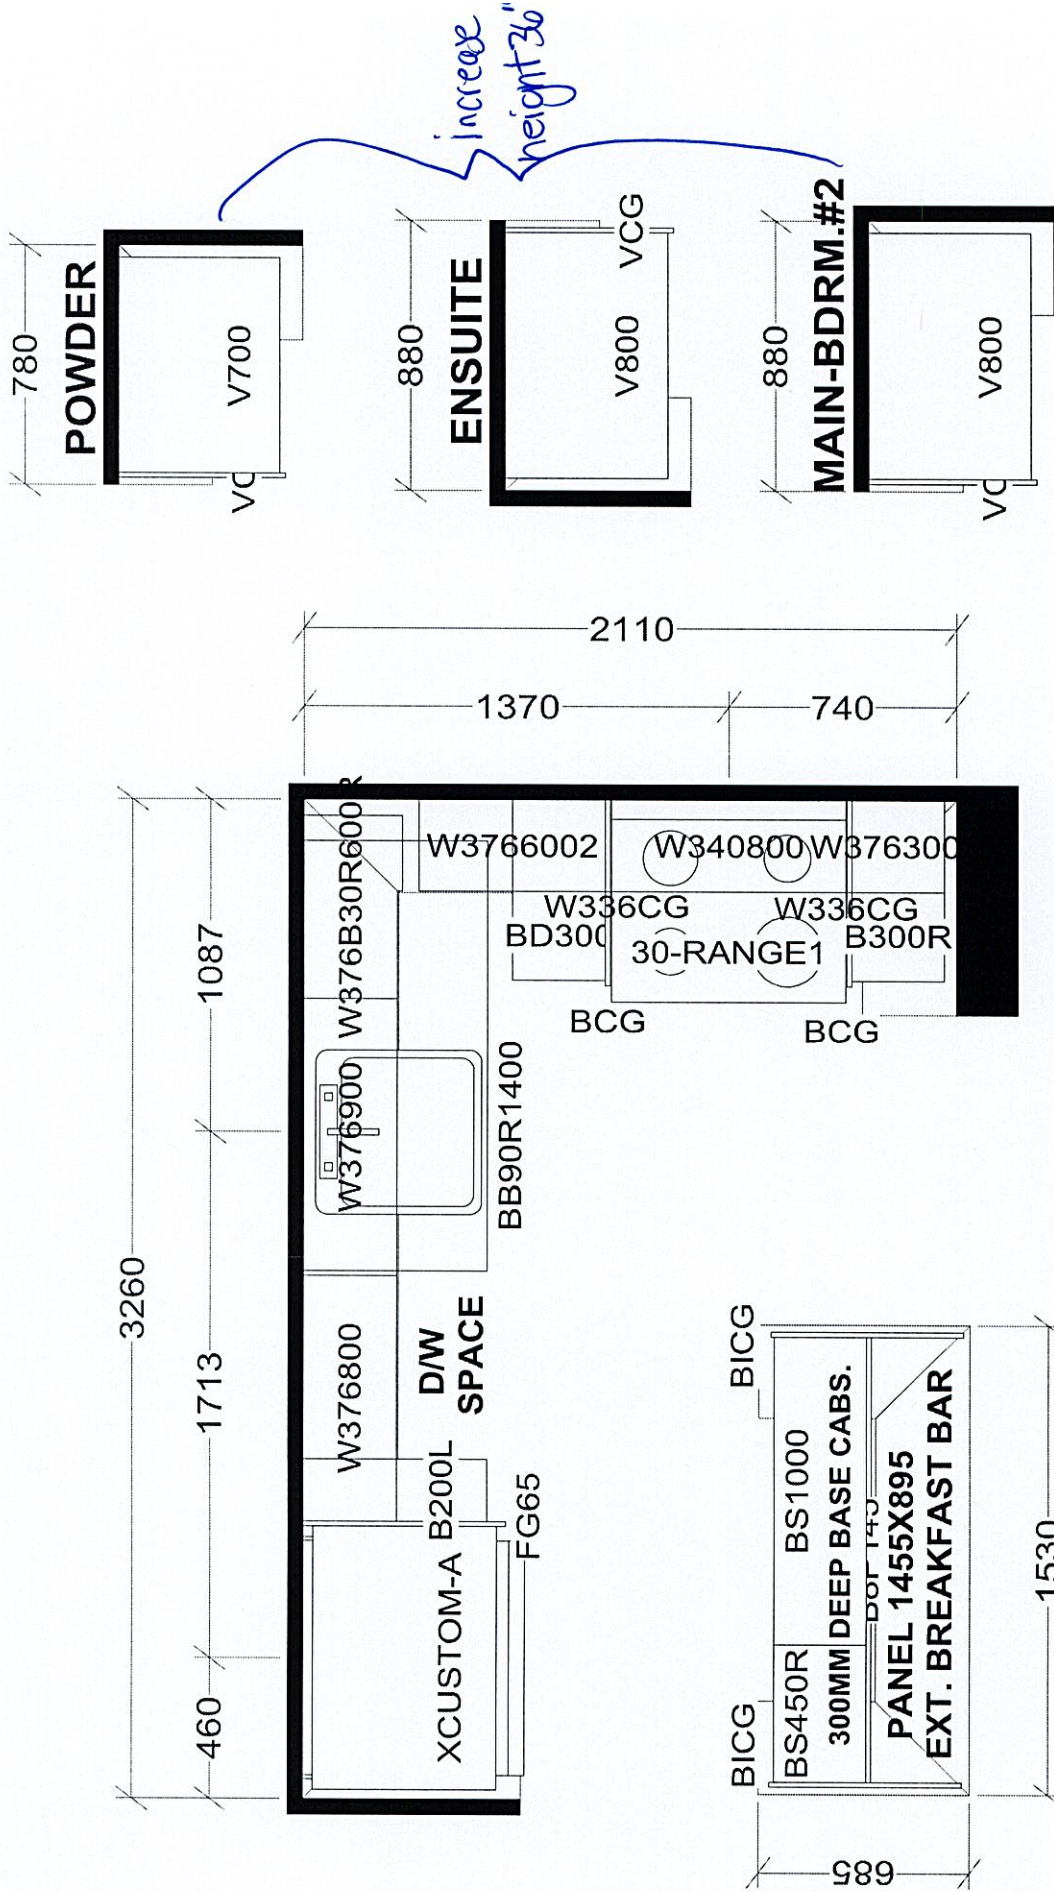 increase
height 36"
780
POWDER
V700
880
ENSUITE
V800
VCG
880
MAIN-BDRM.#2
V800
3260
460
1713
1087
W376800
W376900
W376B30R600R
XCUSTOM-A
B200L
FG65
D/W
SPACE
BB90R1400
W3766002
W340800
W376300
W336CG
W336CG
BD300
30-RANGE1
B300R
BCG
BCG
1370
740
2110
BICG
BICG
BS450R
BS1000
300MM DEEP BASE CABS.
PANEL 1455X895
EXT. BREAKFAST BAR
685
1530